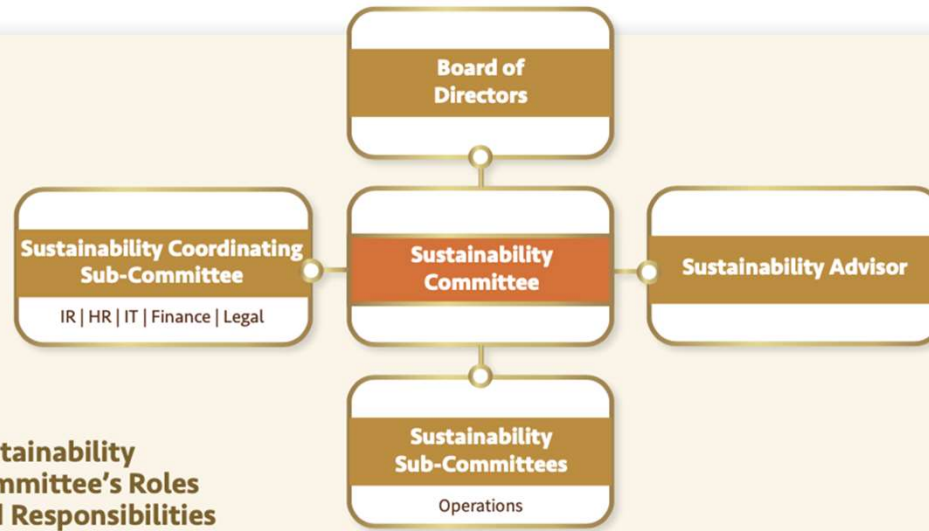 Board of
Directors
Sustainability Coordinating
Sub-Committee
IR | HR | IT | Finance | Legal
Sustainability
Committee
Sustainability Advisor
Sustainability
Sub-Committees
Operations
tainability
mmittee's Roles
Responsibilities